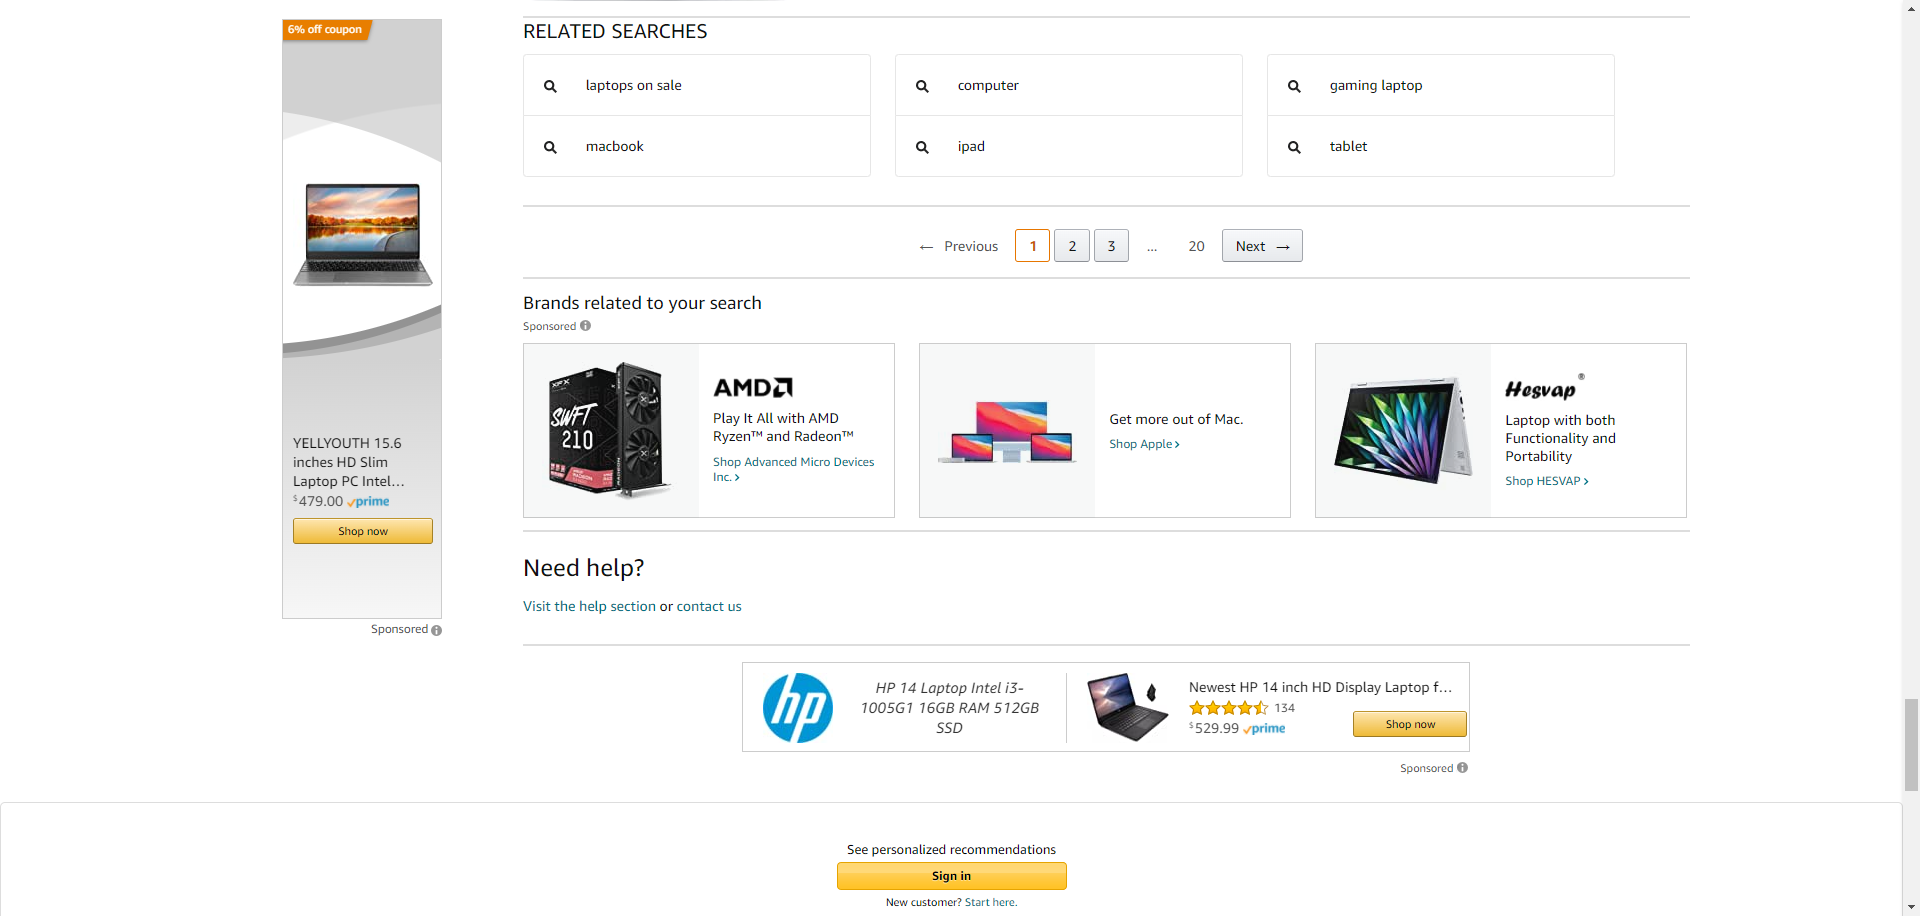 6% off coupon
YELLYOUTH 15.6
inches HD Slim
Laptop PC Intel...
$479.00 prime
Shop now
Sponsored
RELATED SEARCHES
laptops on sale
computer
gaming laptop
macbook
ipad
tablet
← Previous 1 2 3 ... 20 Next →
Brands related to your search
Sponsored
XFX
SWFT
210
RADEON
AMD
Play It All with AMD
Ryzen™ and Radeon™
Shop Advanced Micro Devices
Inc. ›
Get more out of Mac.
Shop Apple ›
Hesvap®
Laptop with both
Functionality and
Portability
Shop HESVAP ›
Need help?
Visit the help section or contact us
hp
HP 14 Laptop Intel i3-
1005G1 16GB RAM 512GB
SSD
Newest HP 14 inch HD Display Laptop f...
134
$529.99 prime
Shop now
Sponsored
See personalized recommendations
Sign in
New customer? Start here.